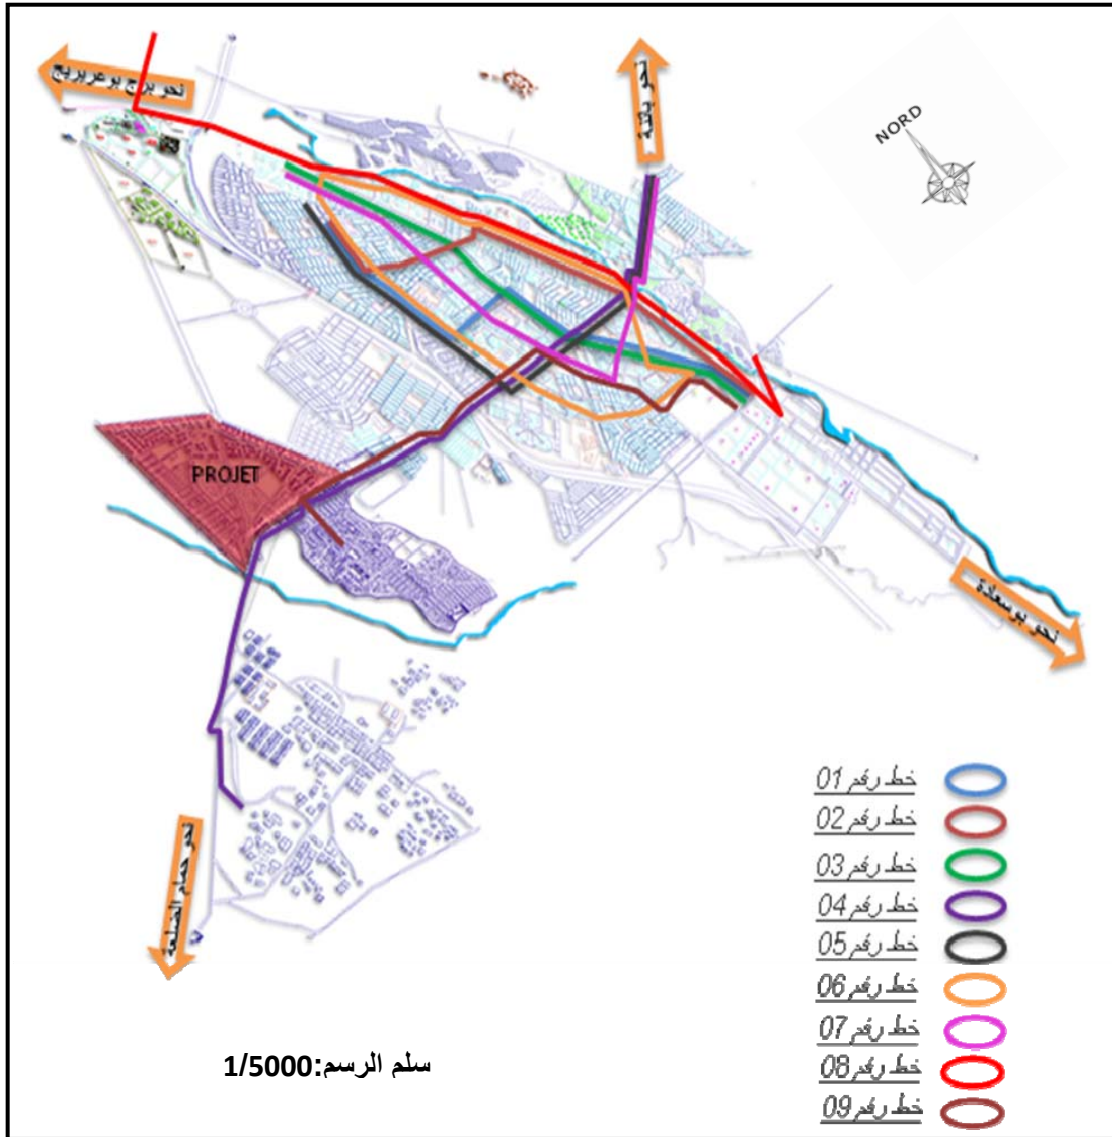 نحو برج بوعريريج
نحو باتنة
NORD
PROJET
نحو بوسعادة
نحو حمام الضلعة
خط رقم 01
خط رقم 02
خط رقم 03
خط رقم 04
خط رقم 05
خط رقم 06
خط رقم 07
خط رقم 08
خط رقم 09
سلم الرسم:1/5000